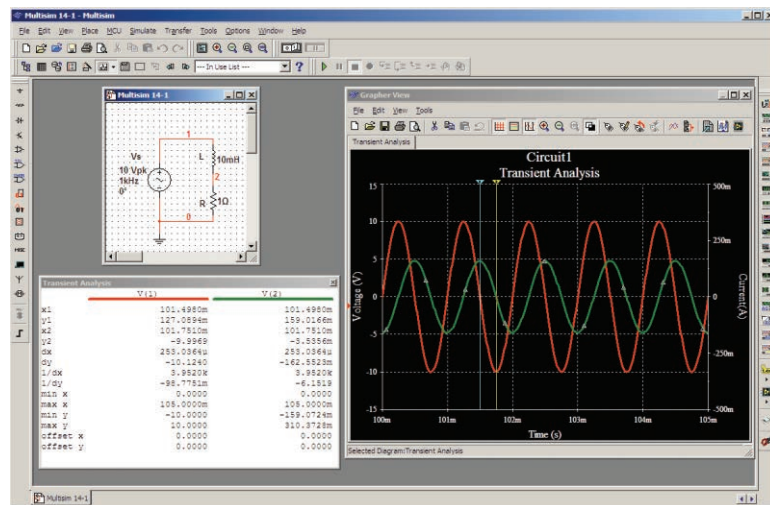 Multisim 14-1 - Multisim
File Edit View Place MCU Simulate Transfer Tools Options Window Help
--- In Use List ---
Multisim 14-1
1
L
10mH
Vs
10 Vpk
1kHz
0°
2
R
1Ω
0
Grapher View
File Edit View Tools
Transient Analysis
Circuit1
Transient Analysis
15
10
5
0
-5
-10
-15
Voltage (V)
500m
250m
0
-300m
-500m
Current(A)
100m 101m 102m 103m 104m 105m
Time (s)
Selected Diagram:Transient Analysis
Transient Analysis
V(1) V(2)
x1 101.4980m 101.4980m
y1 127.0894m 159.0166m
x2 101.7510m 101.7510m
y2 -9.9969 -3.5356m
dx 253.0364u 253.0364u
dy -10.1240 -162.5523m
1/dx 3.9520k 3.9520k
1/dy -98.7751m -6.1519
min x 0.0000 0.0000
max x 105.0000m 105.0000m
min y -10.0000 -159.0724m
max y 10.0000 310.3728m
offset x 0.0000 0.0000
offset y 0.0000 0.0000
Multisim 14-1